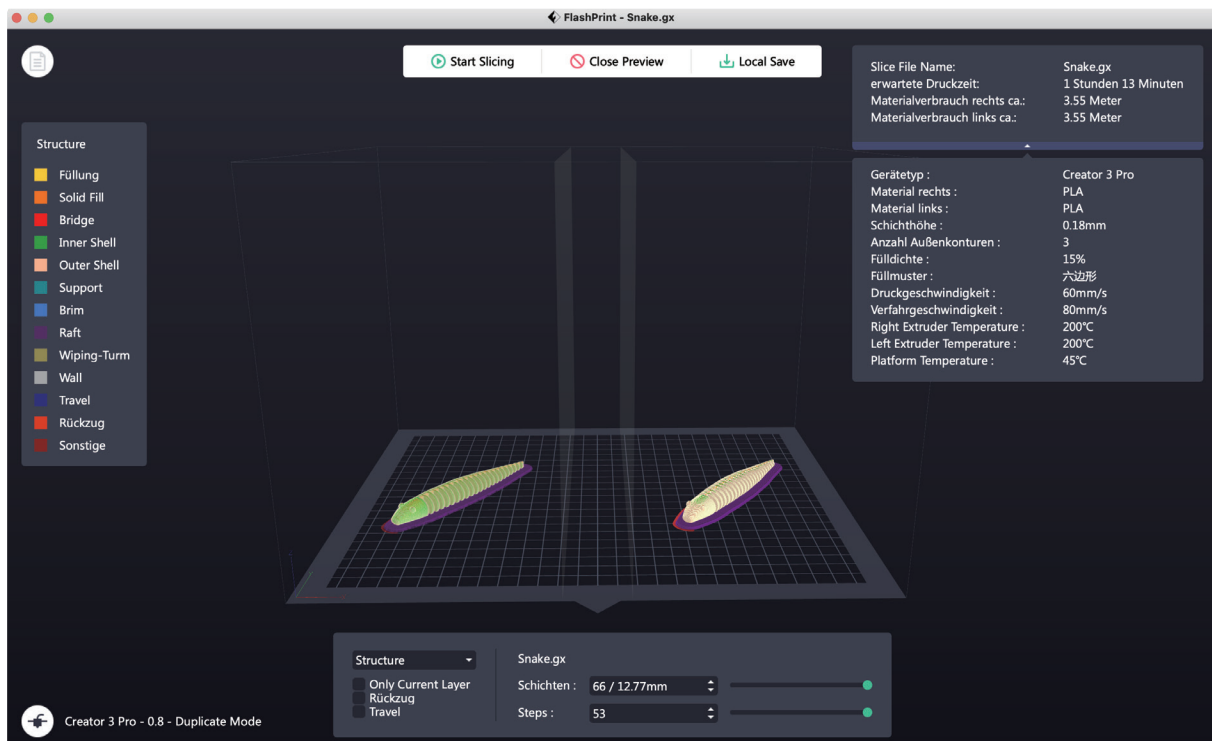 FlashPrint - Snake.gx
Start Slicing
Close Preview
Local Save
Slice File Name: Snake.gx
erwartete Druckzeit: 1 Stunden 13 Minuten
Materialverbrauch rechts ca.: 3.55 Meter
Materialverbrauch links ca.: 3.55 Meter
Gerätetyp : Creator 3 Pro
Material rechts : PLA
Material links : PLA
Schichthöhe : 0.18mm
Anzahl Außenkonturen : 3
Fülldichte : 15%
Füllmuster : 六边形
Druckgeschwindigkeit : 60mm/s
Verfahrgeschwindigkeit : 80mm/s
Right Extruder Temperature : 200℃
Left Extruder Temperature : 200℃
Platform Temperature : 45℃
Structure
Füllung
Solid Fill
Bridge
Inner Shell
Outer Shell
Support
Brim
Raft
Wiping-Turm
Wall
Travel
Rückzug
Sonstige
Structure
Only Current Layer
Rückzug
Travel
Snake.gx
Schichten : 66 / 12.77mm
Steps : 53
Creator 3 Pro - 0.8 - Duplicate Mode